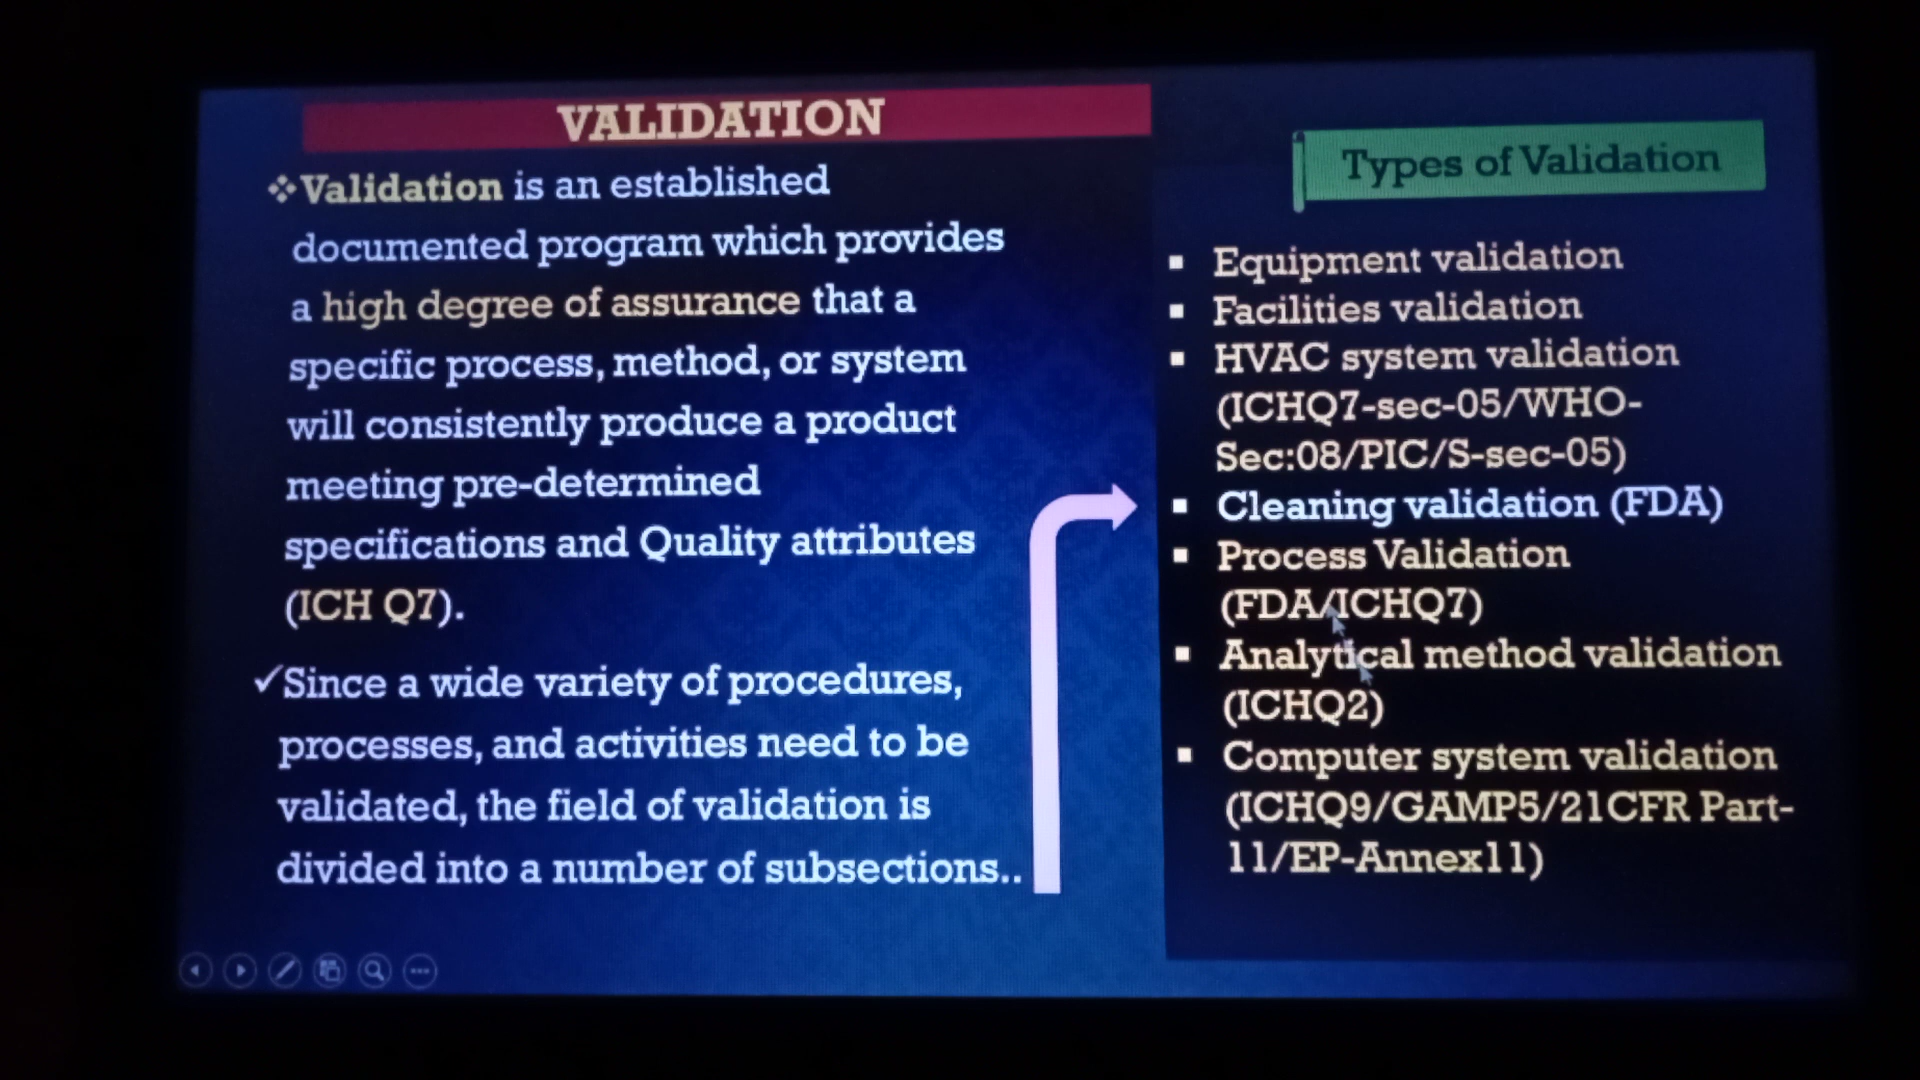 VALIDATION
❖Validation is an established
documented program which provides
a high degree of assurance that a
specific process, method, or system
will consistently produce a product
meeting pre-determined
specifications and Quality attributes
(ICH Q7).
✓Since a wide variety of procedures,
processes, and activities need to be
validated, the field of validation is
divided into a number of subsections..
Types of Validation
▪ Equipment validation
▪ Facilities validation
▪ HVAC system validation
(ICHQ7-sec-05/WHO-
Sec:08/PIC/S-sec-05)
▪ Cleaning validation (FDA)
▪ Process Validation
(FDA/ICHQ7)
▪ Analytical method validation
(ICHQ2)
▪ Computer system validation
(ICHQ9/GAMP5/21CFR Part-
11/EP-Annex11)